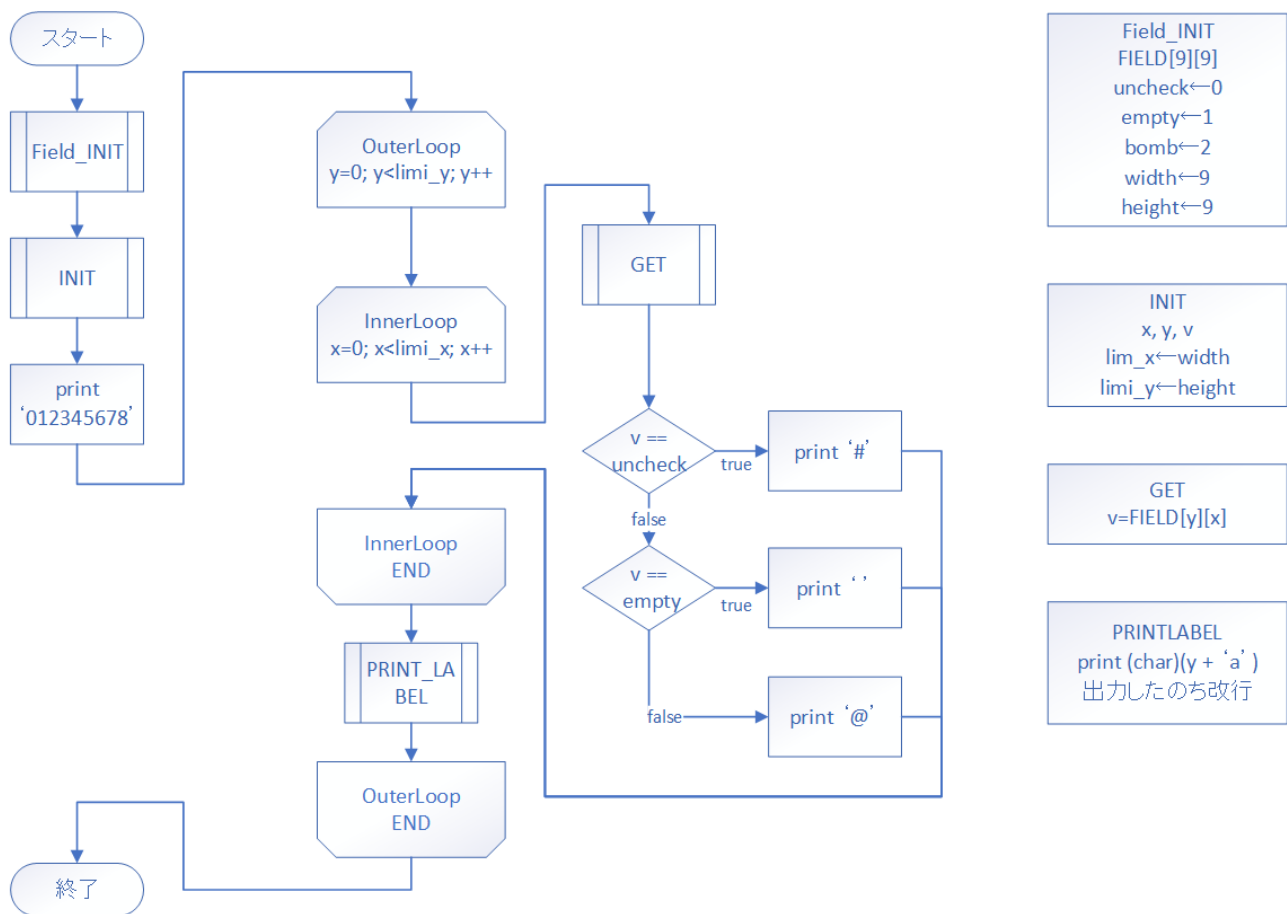 スタート
Field_INIT
INIT
print
‘012345678’
OuterLoop
y=0; y<limi_y; y++
InnerLoop
x=0; x<limi_x; x++
GET
v ==
uncheck
true
print ‘#’
false
v ==
empty
true
print ‘ ’
false
print ‘@’
InnerLoop
END
PRINT_LA
BEL
OuterLoop
END
終了
Field_INIT
FIELD[9][9]
uncheck←0
empty←1
bomb←2
width←9
height←9
INIT
x, y, v
lim_x←width
limi_y←height
GET
v=FIELD[y][x]
PRINTLABEL
print (char)(y + ‘a’ )
出力したのち改行